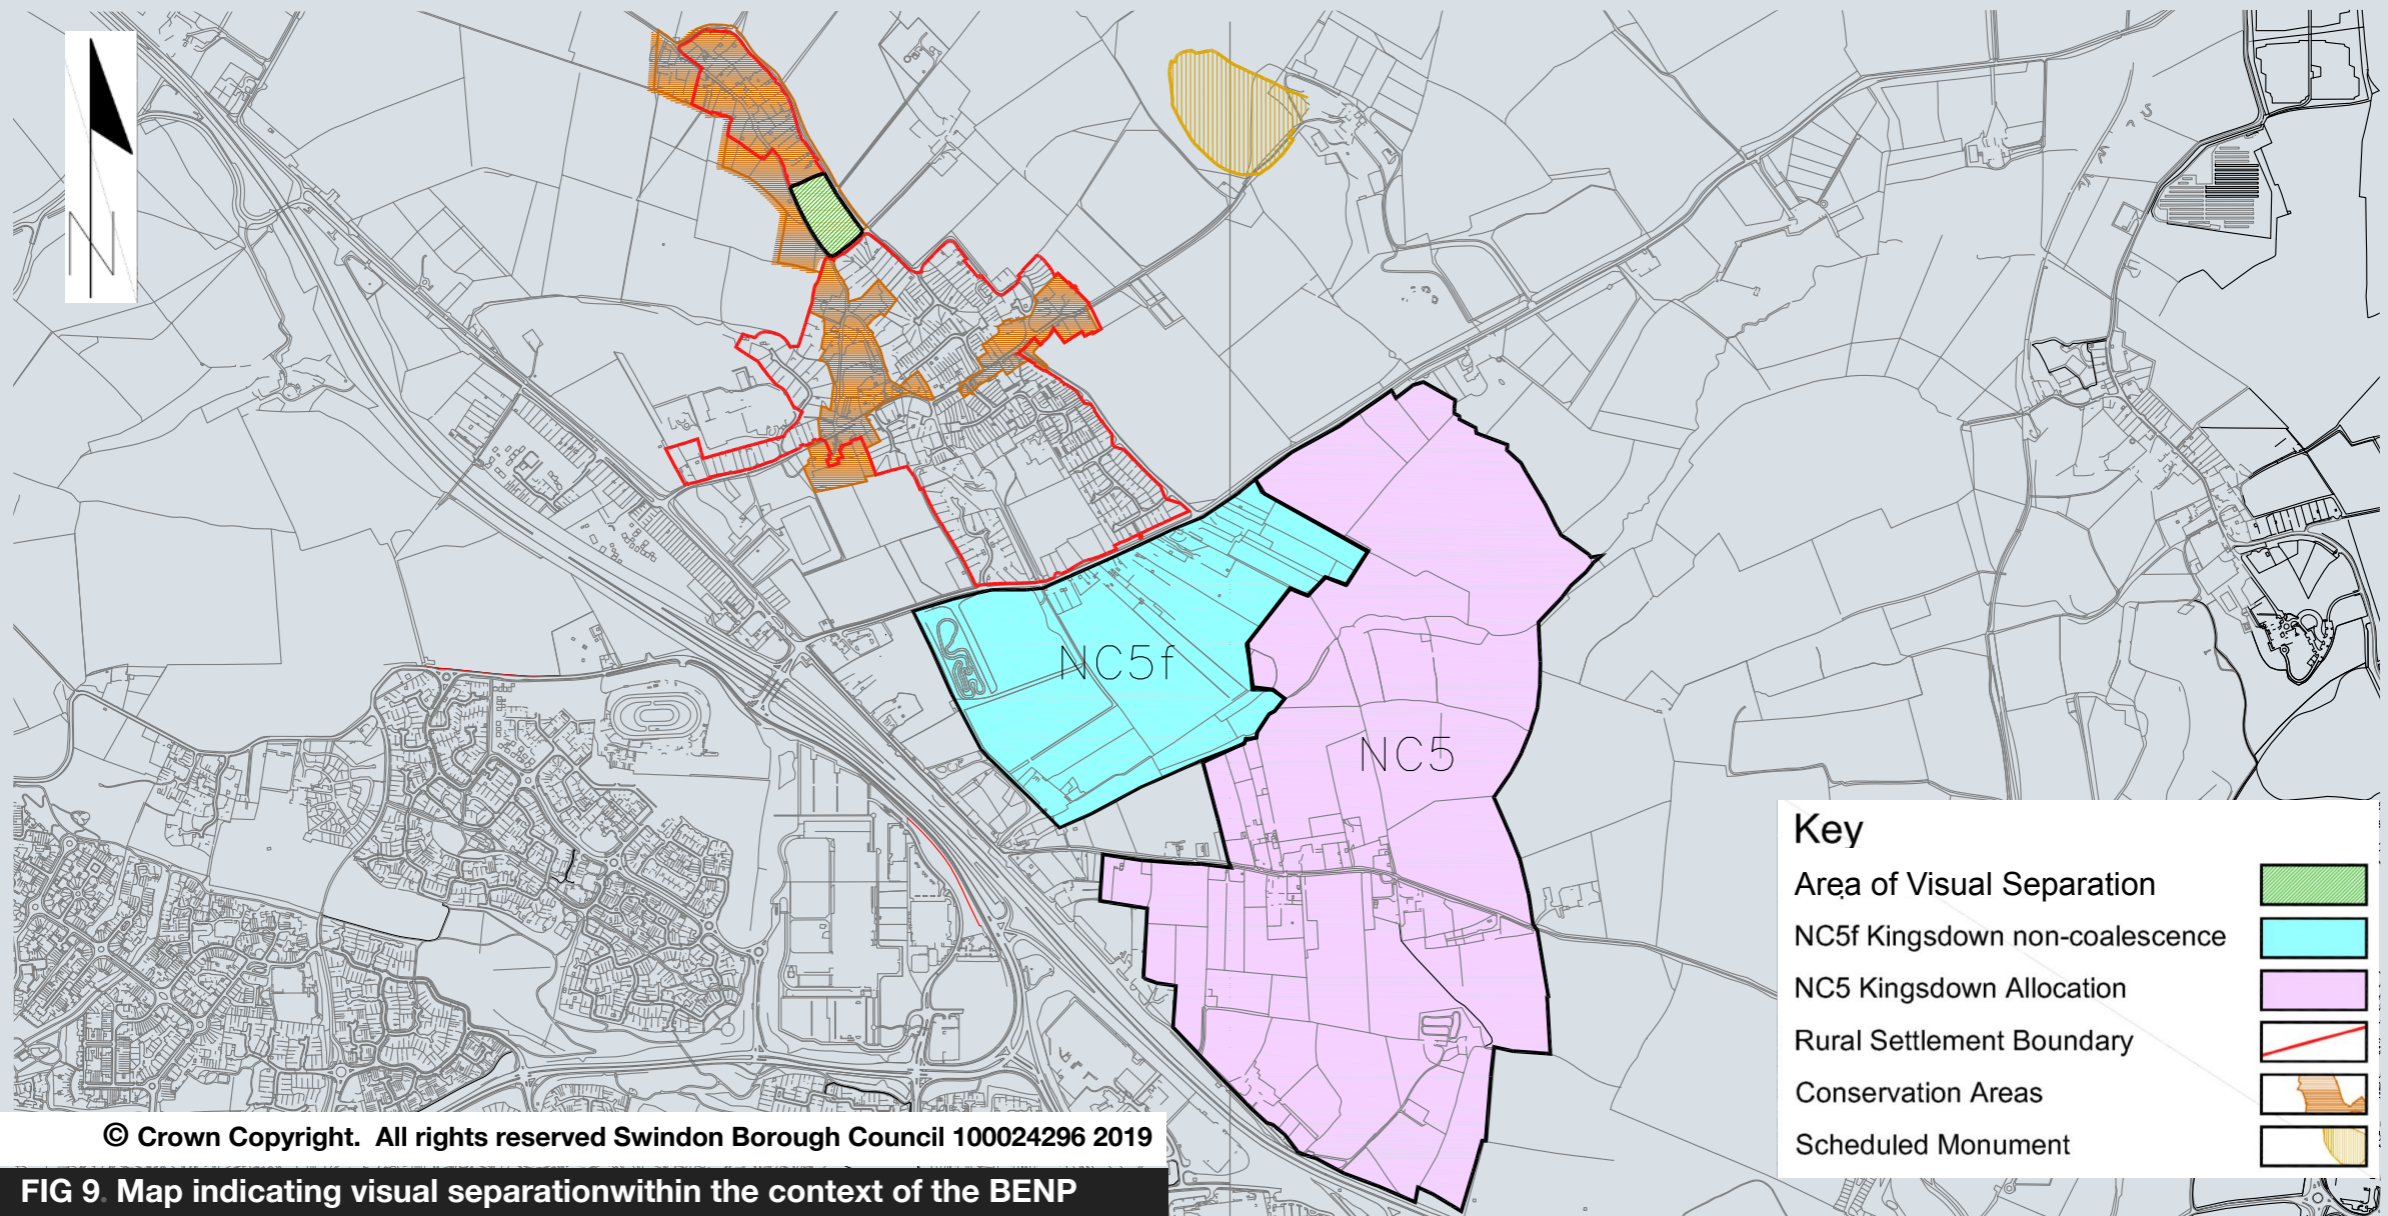 N
NC5f
NC5
Key
Area of Visual Separation
NC5f Kingsdown non-coalescence
NC5 Kingsdown Allocation
Rural Settlement Boundary
Conservation Areas
Scheduled Monument
© Crown Copyright. All rights reserved Swindon Borough Council 100024296 2019
FIG 9. Map indicating visual separationwithin the context of the BENP